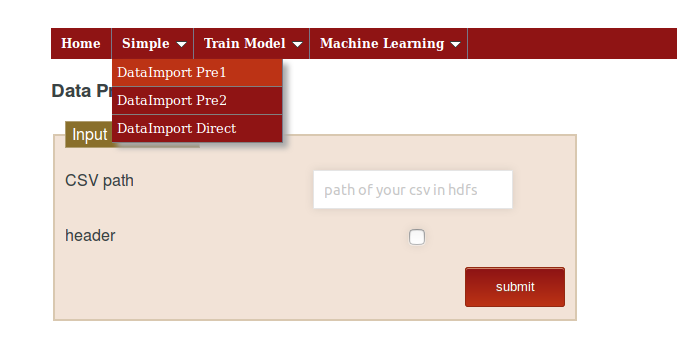 Home Simple Train Model Machine Learning
DataImport Pre1
Data
DataImport Pre2
DataImport Direct
Input
CSV path path of your csv in hdfs
header
submit